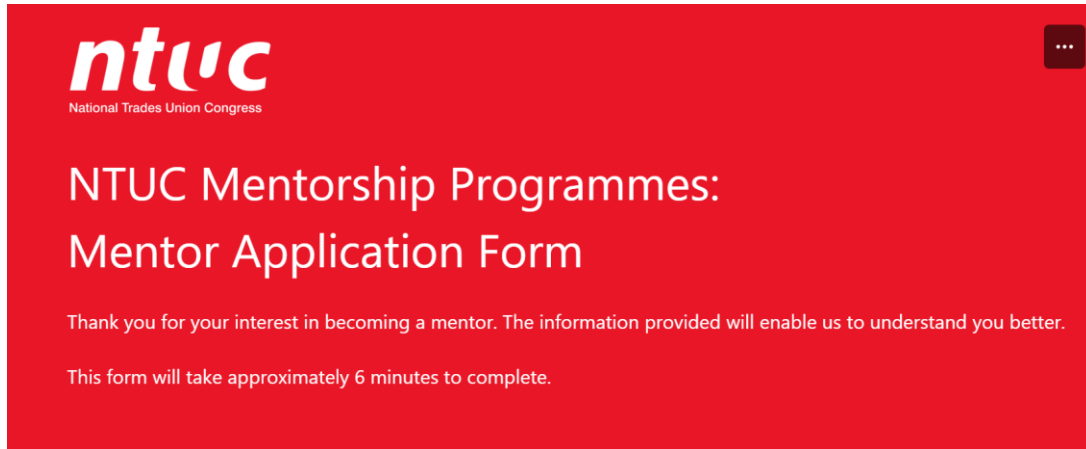 ntuc
National Trades Union Congress
...
NTUC Mentorship Programmes:
Mentor Application Form
Thank you for your interest in becoming a mentor. The information provided will enable us to understand you better.
This form will take approximately 6 minutes to complete.